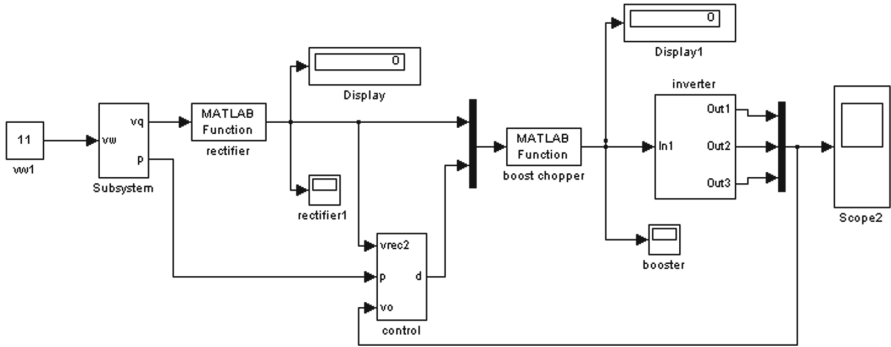 0
Display
0
Display1
inverter
11
vw1
vw
vq
p
Subsystem
MATLAB
Function
rectifier
rectifier1
vrec2
p
d
vo
control
MATLAB
Function
boost chopper
In1
Out1
Out2
Out3
booster
Scope2